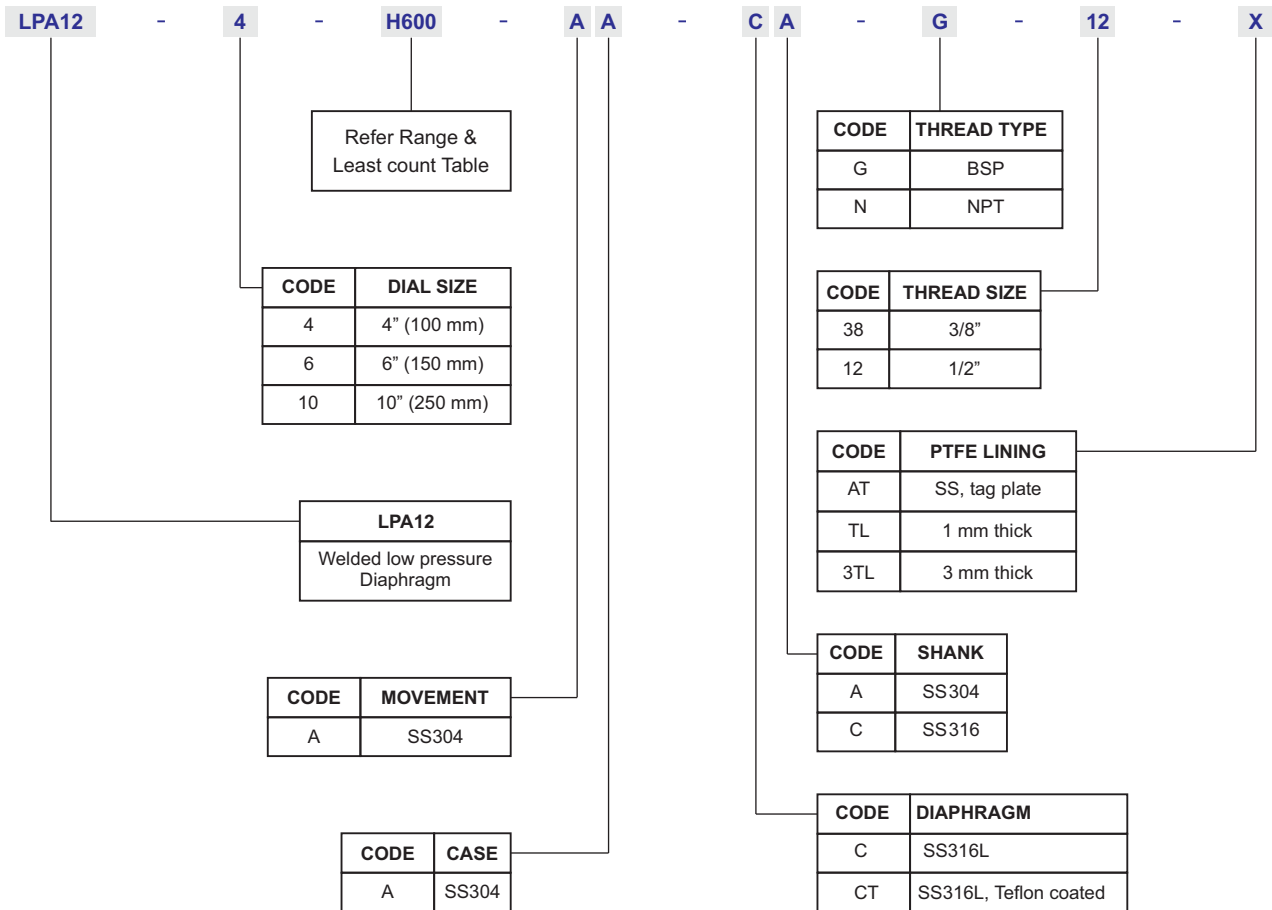 LPA12 – 4 – H600 – A A – C A – G – 12 – X
Refer Range &
Least count Table
CODE DIAL SIZE
4 4” (100 mm)
6 6” (150 mm)
10 10” (250 mm)
LPA12
Welded low pressure
Diaphragm
CODE MOVEMENT
A SS304
CODE CASE
A SS304
CODE THREAD TYPE
G BSP
N NPT
CODE THREAD SIZE
38 3/8”
12 1/2”
CODE PTFE LINING
AT SS, tag plate
TL 1 mm thick
3TL 3 mm thick
CODE SHANK
A SS304
C SS316
CODE DIAPHRAGM
C SS316L
CT SS316L, Teflon coated